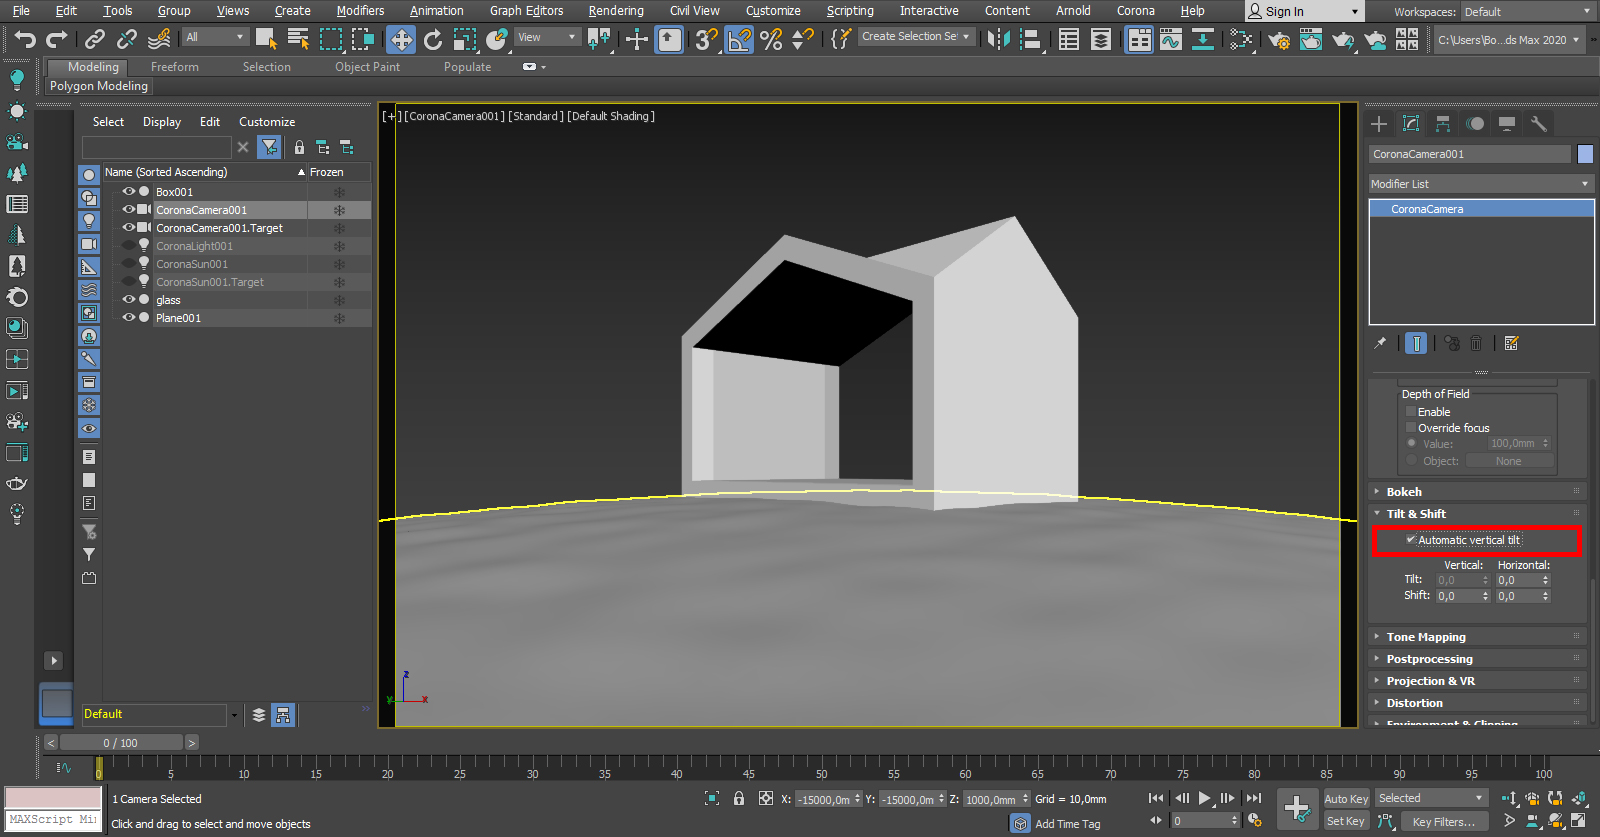 File Edit Tools Group Views Create Modifiers Animation Graph Editors Rendering Civil View Customize Scripting Interactive Content Arnold Corona Help Sign In Workspaces: Default
All View Create Selection Se C:\Users\Bo...ds Max 2020
Modeling Freeform Selection Object Paint Populate
Polygon Modeling
Select Display Edit Customize
Name (Sorted Ascending) Frozen
Box001
CoronaCamera001
CoronaCamera001.Target
CoronaLight001
CoronaSun001
CoronaSun001.Target
glass
Plane001
Default
[+] [CoronaCamera001] [Standard] [Default Shading]
z
y x
CoronaCamera001
Modifier List
CoronaCamera
Depth of Field
Enable
Override focus
Value: 100,0mm
Object: None
Bokeh
Tilt & Shift
Automatic vertical tilt
Vertical: Horizontal:
Tilt: 0,0 0,0
Shift: 0,0 0,0
Tone Mapping
Postprocessing
Projection & VR
Distortion
Environment & Clipping
< 0 / 100 >
0 5 10 15 20 25 30 35 40 45 50 55 60 65 70 75 80 85 90 95 100
1 Camera Selected
MAXScript Mi
Click and drag to select and move objects
X: -15000,0m Y: -15000,0m Z: 1000,0mm Grid = 10,0mm
Add Time Tag
0
Auto Key Selected
Set Key Key Filters...